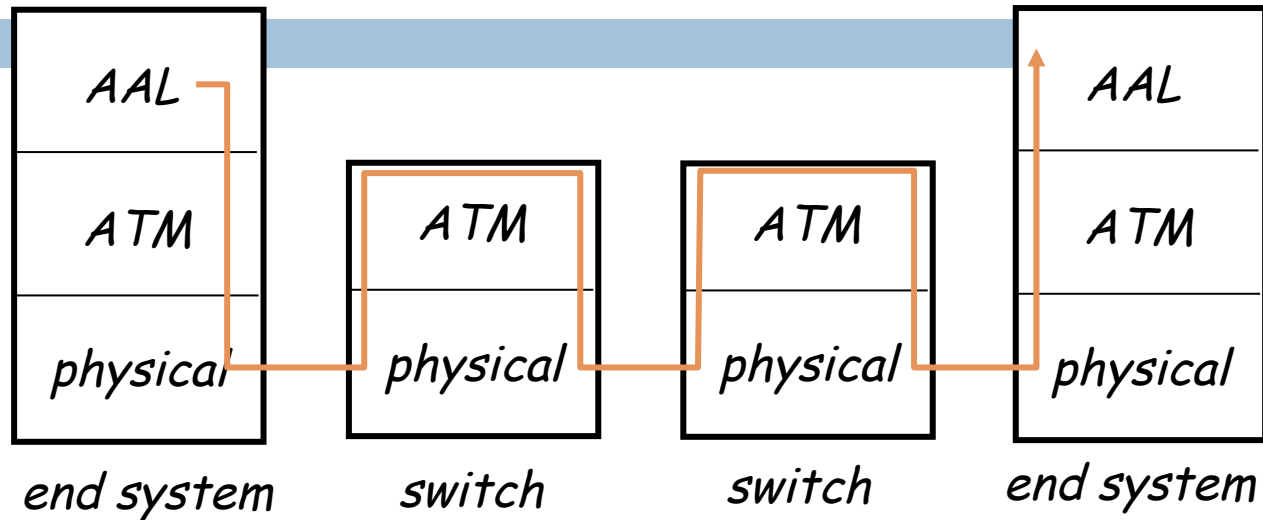 AAL
AAL
ATM
ATM
ATM
ATM
physical
physical
physical
physical
end system
switch
switch
end system